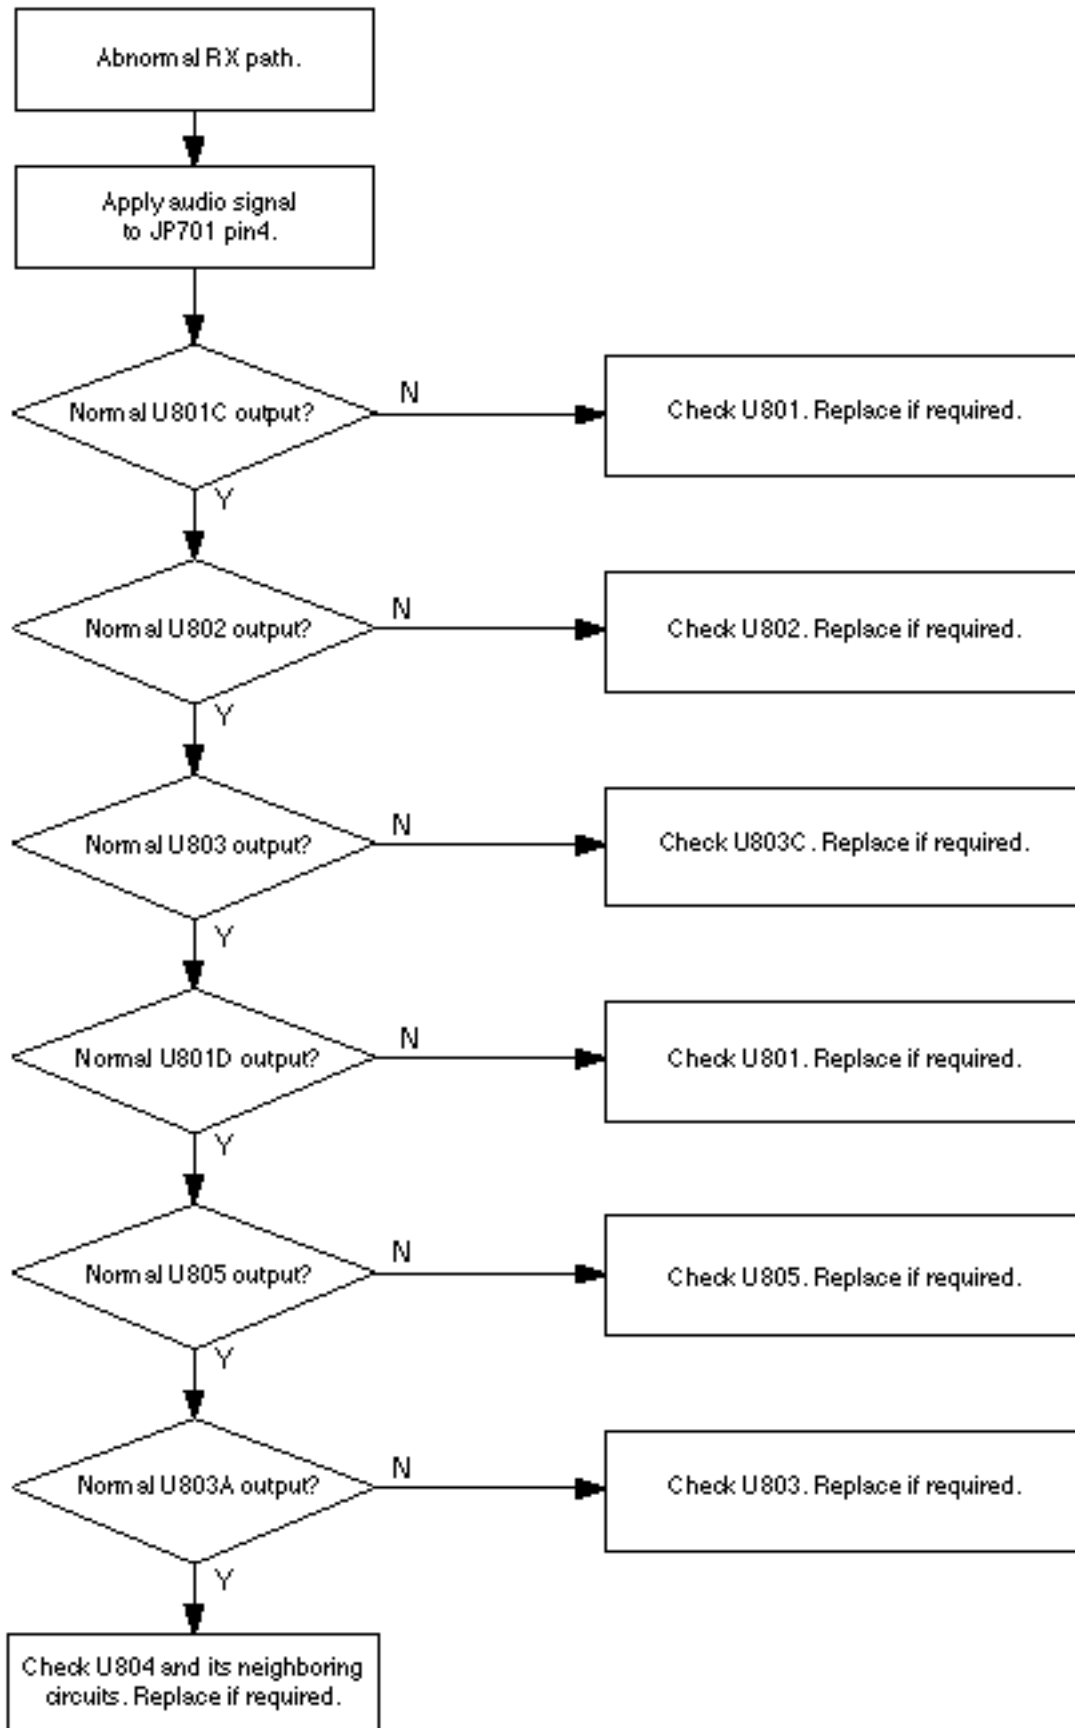 Abnormal RX path.
Apply audio signal
to JP701 pin4.
Normal U801C output?
N
Check U801. Replace if required.
Y
Normal U802 output?
N
Check U802. Replace if required.
Y
Normal U803 output?
N
Check U803C. Replace if required.
Y
Normal U801D output?
N
Check U801. Replace if required.
Y
Normal U805 output?
N
Check U805. Replace if required.
Y
Normal U803A output?
N
Check U803. Replace if required.
Y
Check U804 and its neighboring
circuits. Replace if required.